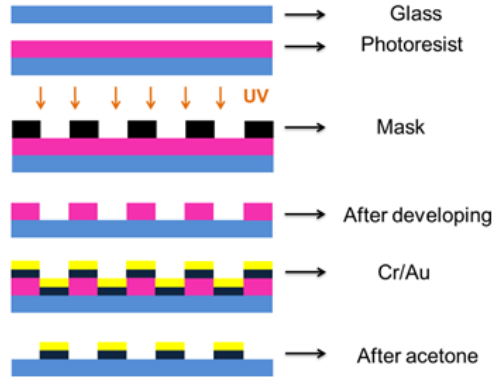 Glass
Photoresist
UV
Mask
After developing
Cr/Au
After acetone